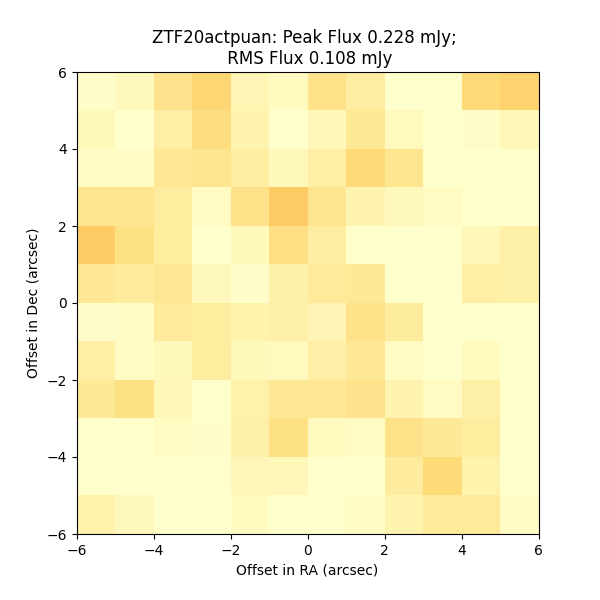 ZTF20actpuan: Peak Flux 0.228 mJy;
RMS Flux 0.108 mJy
6
4
2
0
−2
−4
−6
Offset in Dec (arcsec)
−6 −4 −2 0 2 4 6
Offset in RA (arcsec)